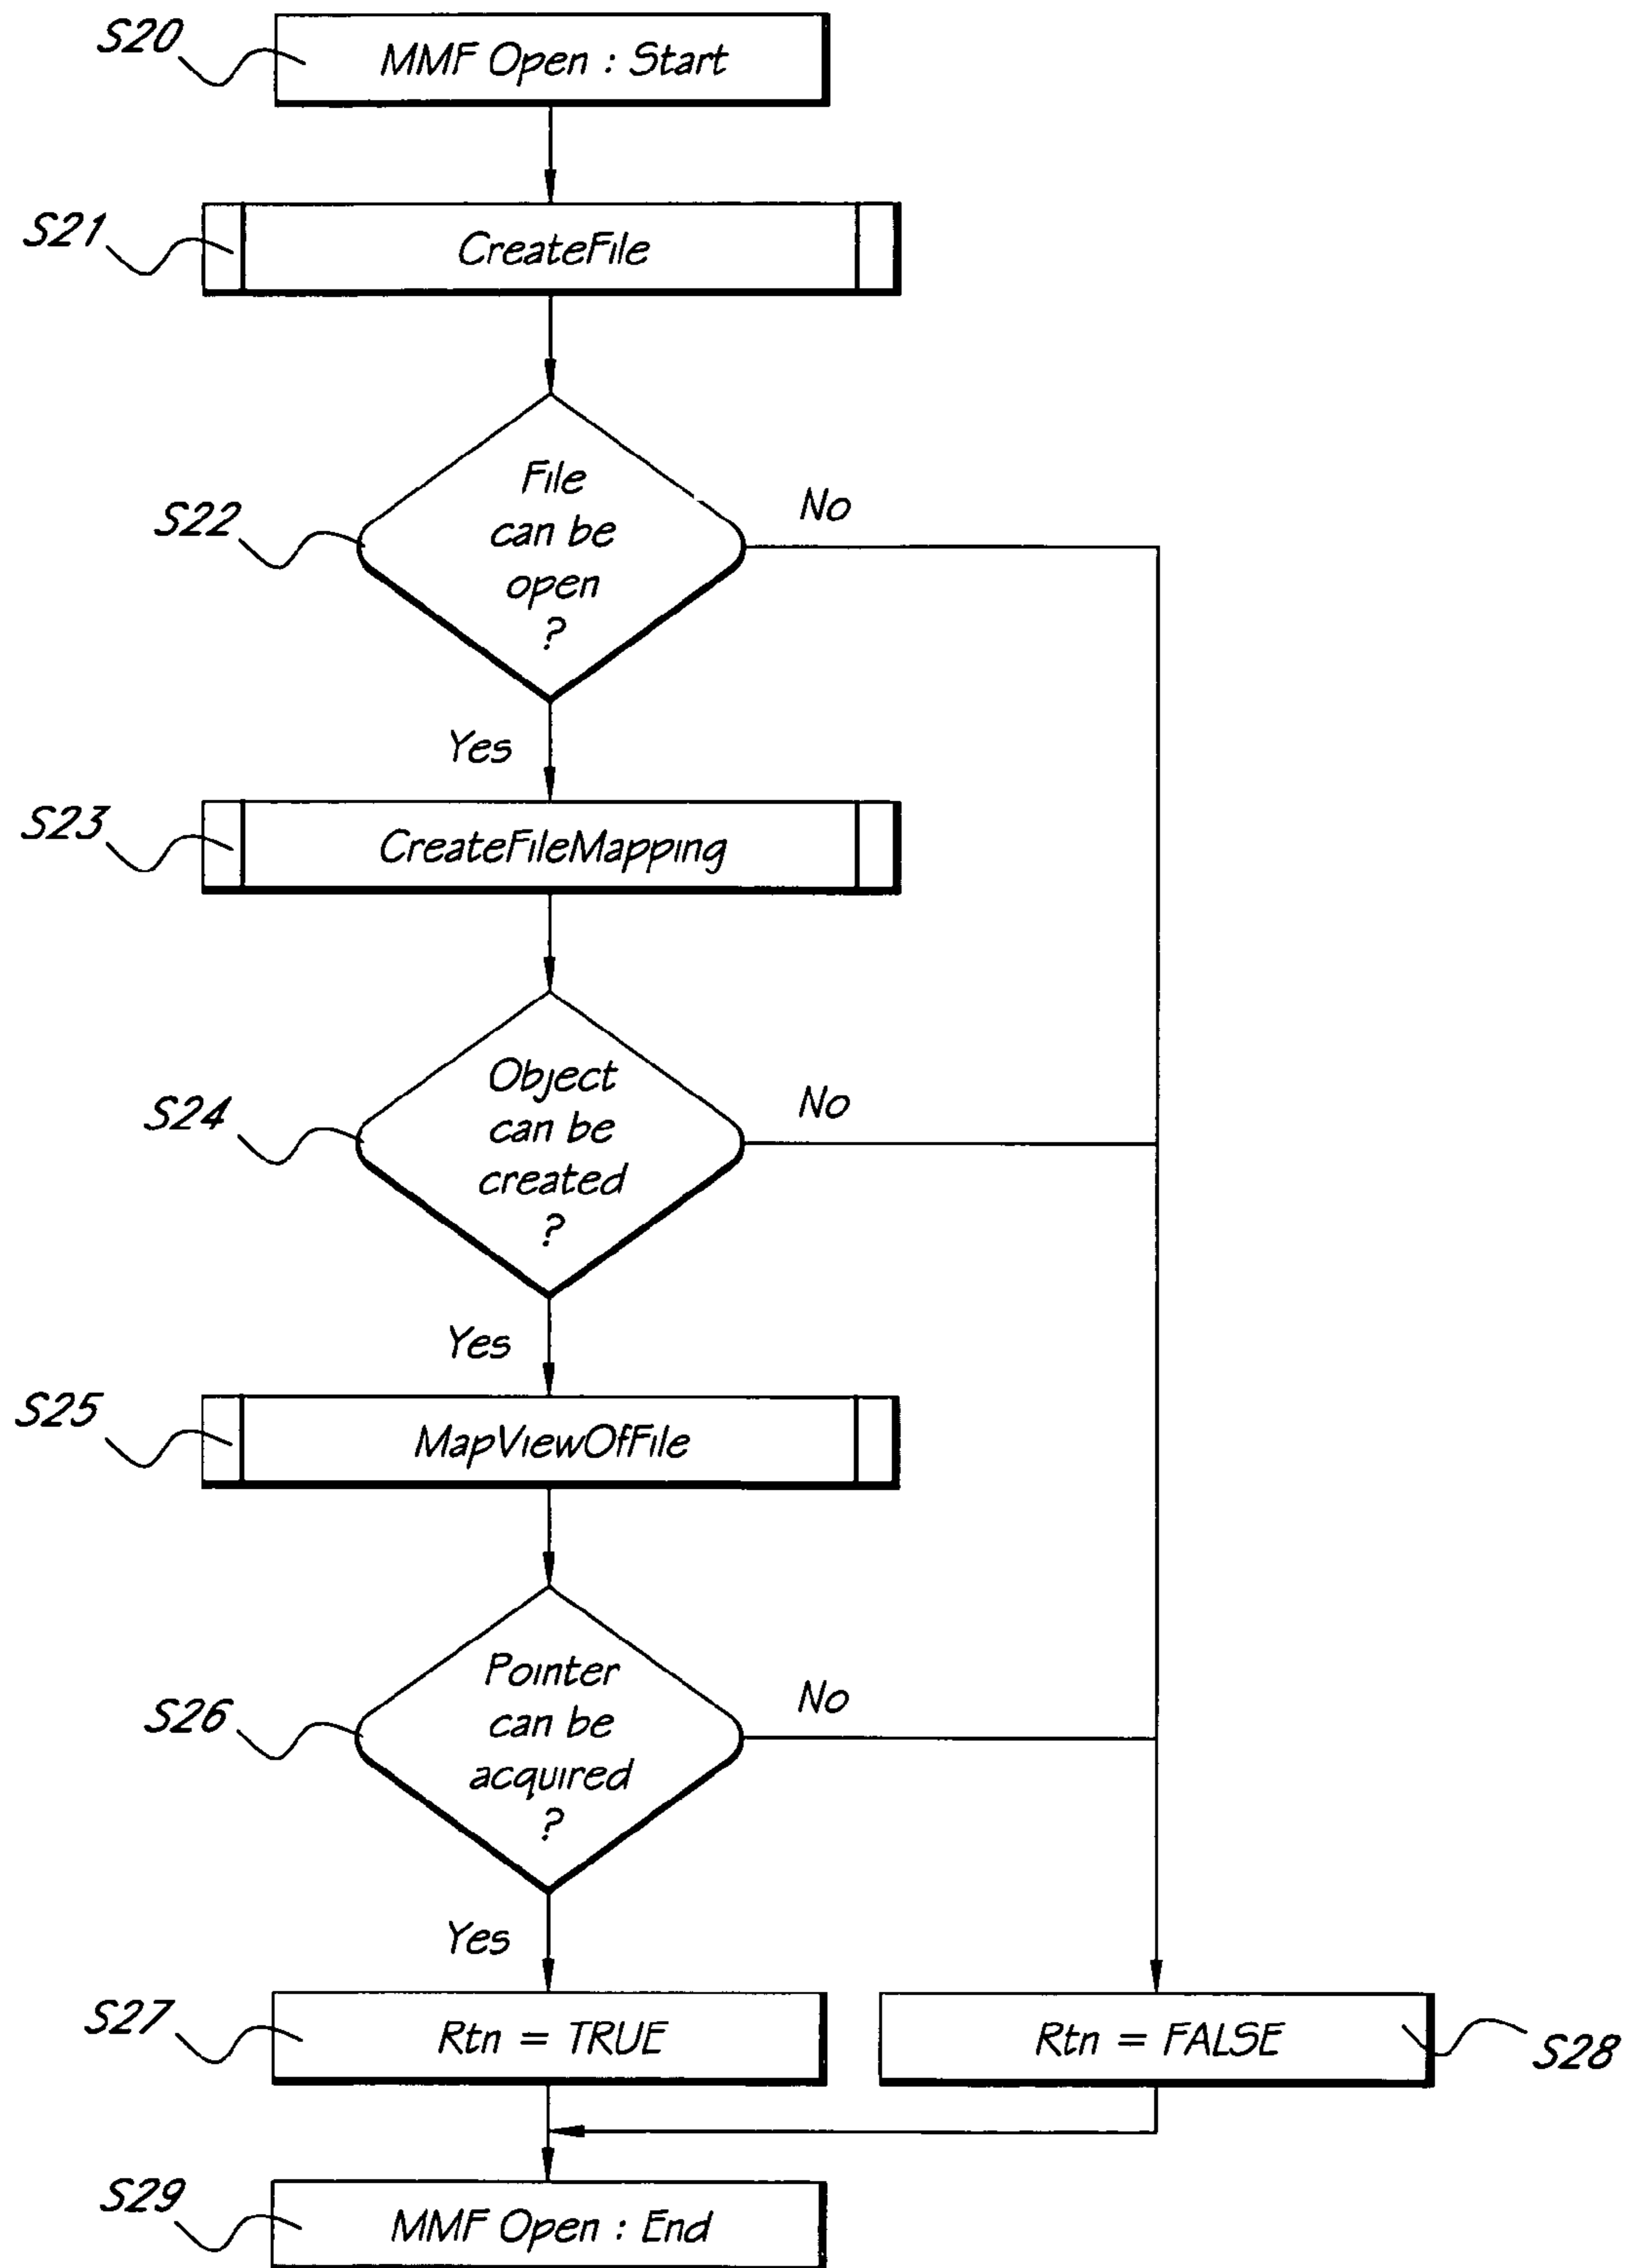 S20
MMF Open : Start
S21
CreateFile
S22
File
can be
open
?
No
Yes
S23
CreateFileMapping
S24
Object
can be
created
?
No
Yes
S25
MapViewOfFile
S26
Pointer
can be
acquired
?
No
Yes
S27
Rtn = TRUE
Rtn = FALSE
S28
S29
MMF Open : End